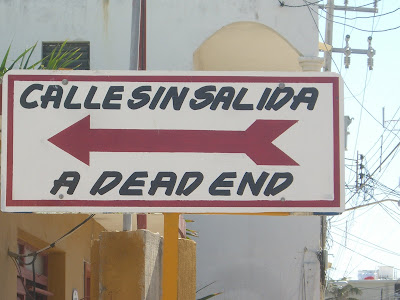 CALLE SIN SALIDA
A DEAD END